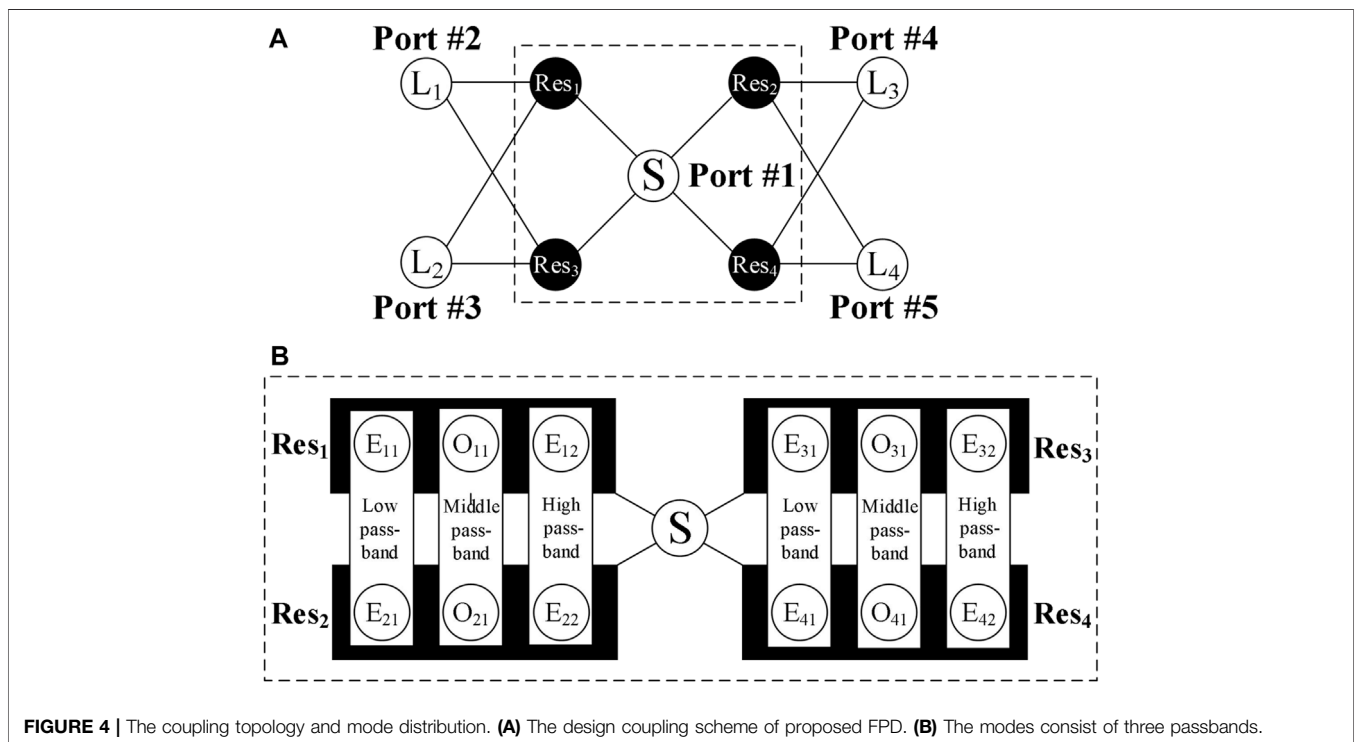 A
Port #2
Port #4
L1
Res1
Res2
L3
S
Port #1
L2
Res3
Res4
L4
Port #3
Port #5
B
Res1
E11
O11
E12
E31
O31
E32
Res3
Low
pass-
band
Middle
pass-
band
High
pass-
band
S
Low
pass-
band
Middle
pass-
band
High
pass-
band
Res2
E21
O21
E22
E41
O41
E42
Res4
FIGURE 4 | The coupling topology and mode distribution. (A) The design coupling scheme of proposed FPD. (B) The modes consist of three passbands.